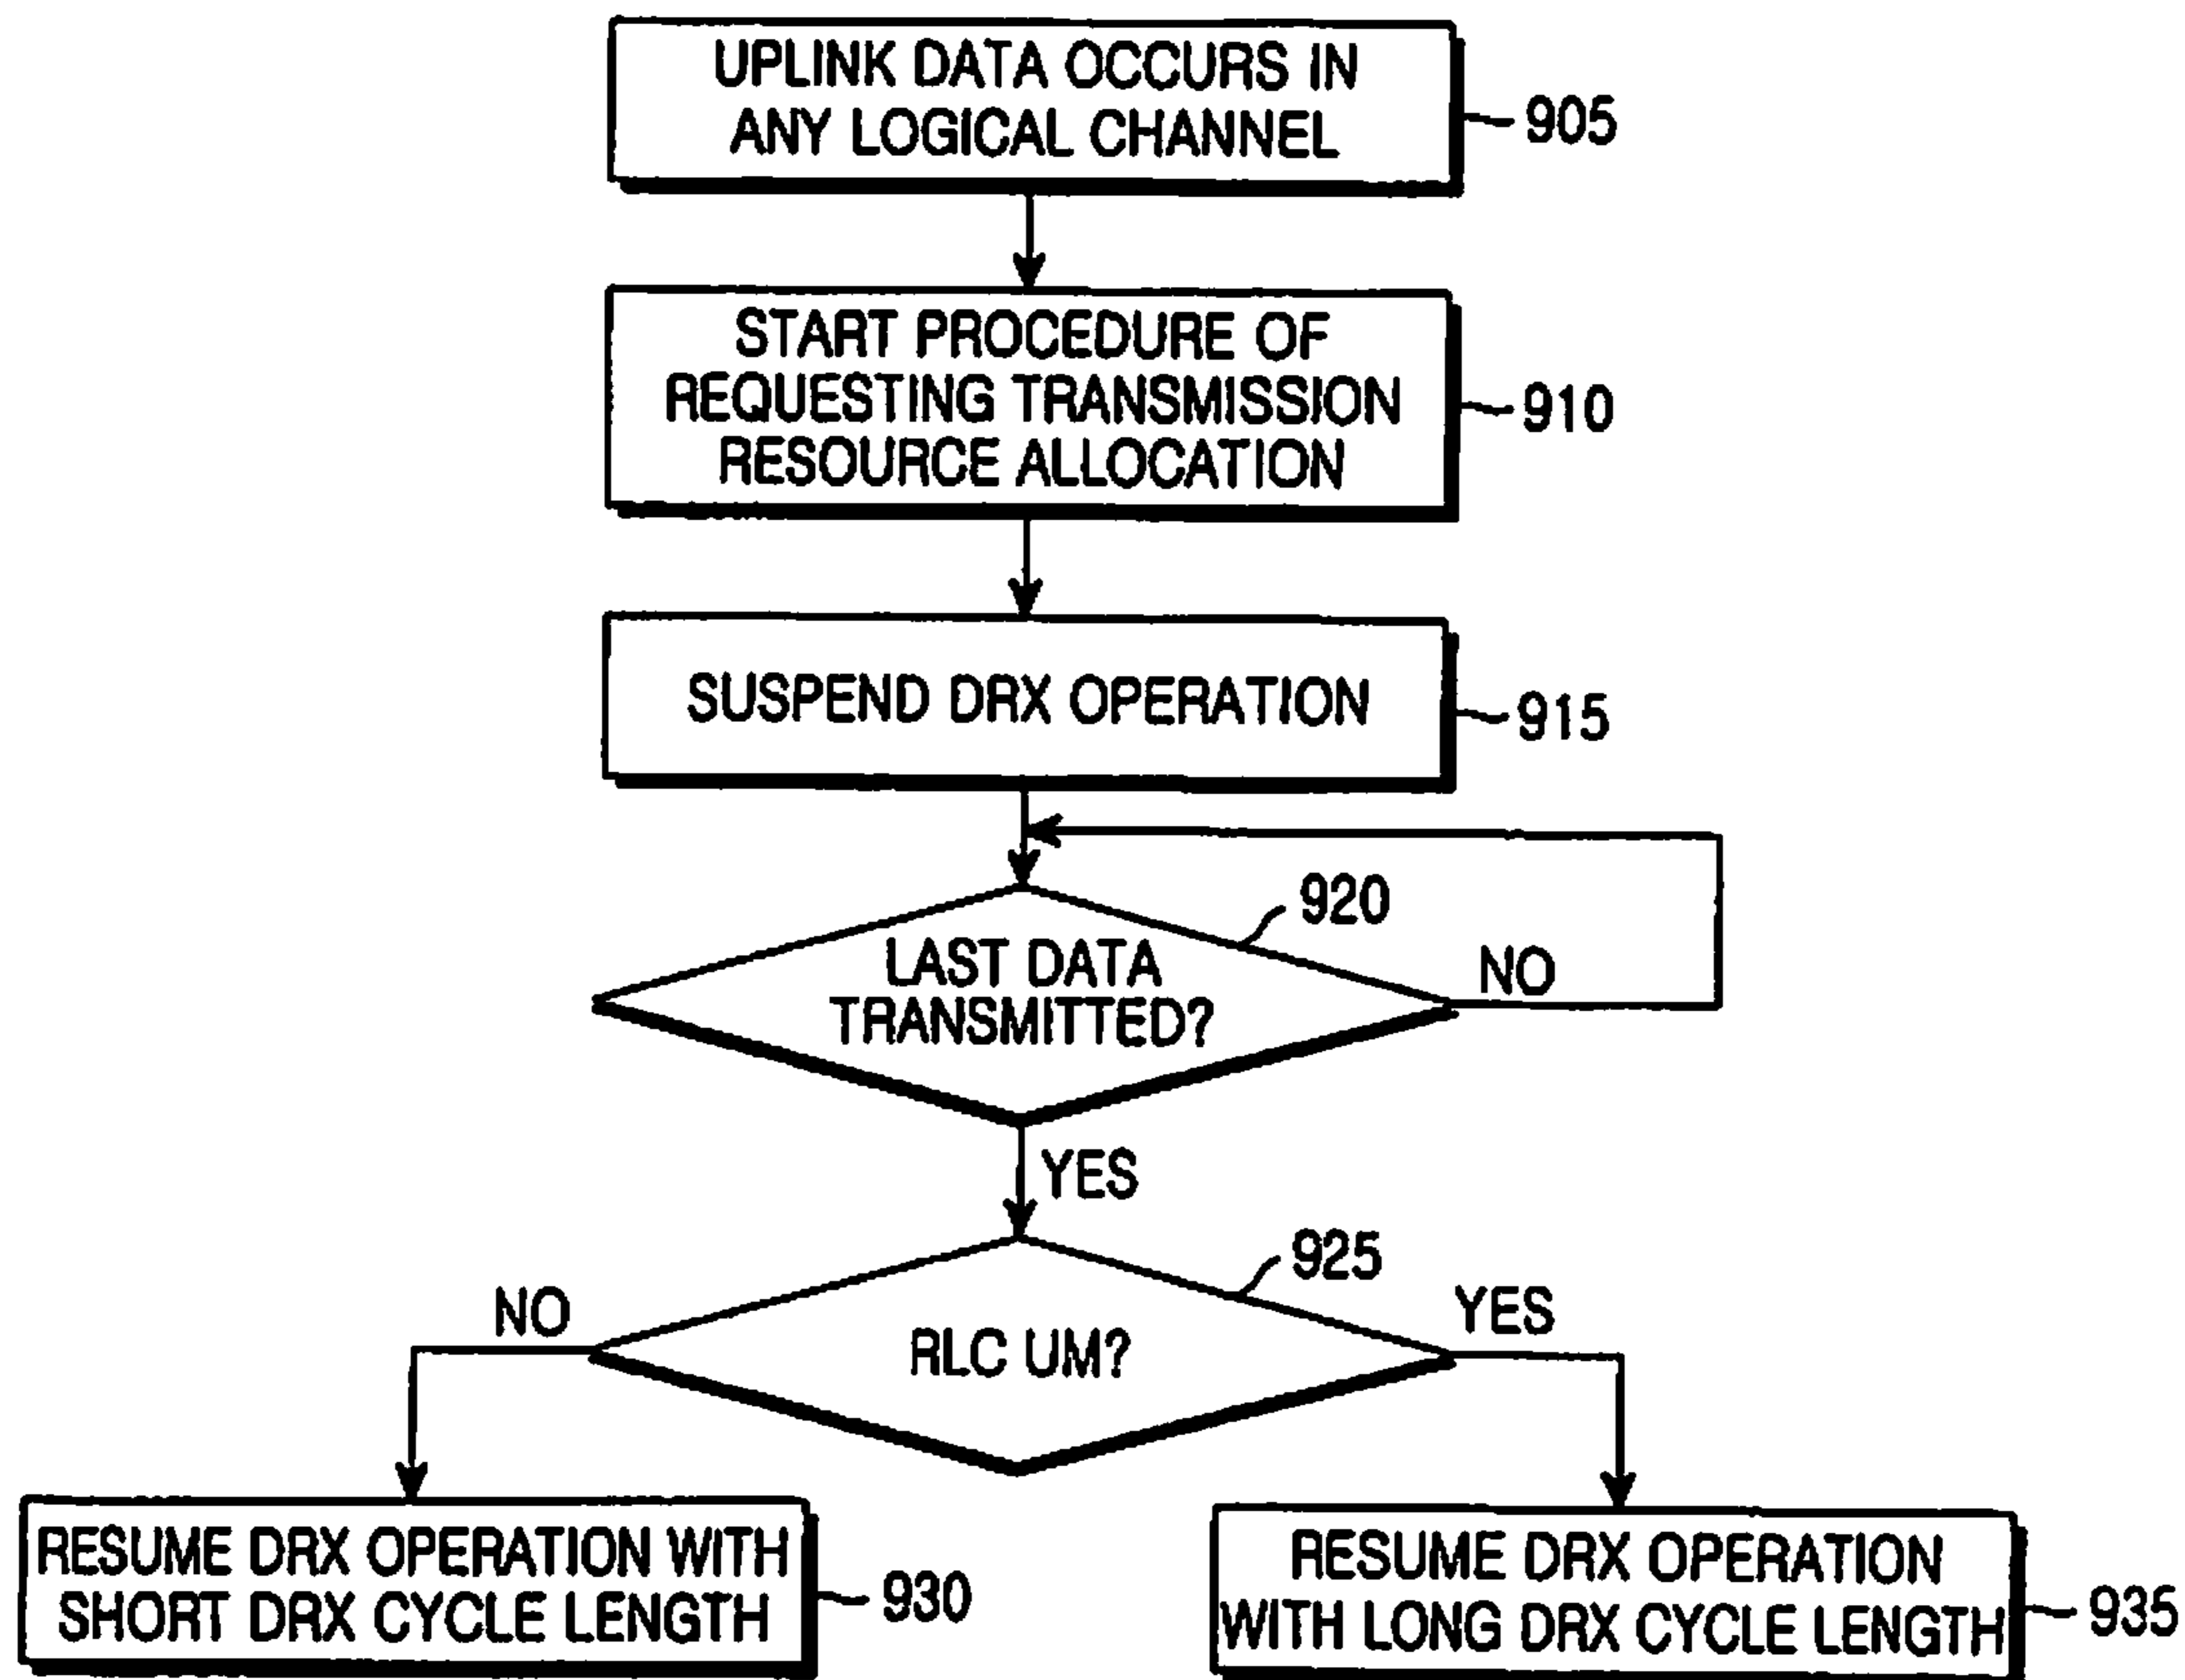 UPLINK DATA OCCURS IN
ANY LOGICAL CHANNEL
905
START PROCEDURE OF
REQUESTING TRANSMISSION
RESOURCE ALLOCATION
910
SUSPEND DRX OPERATION
915
920
LAST DATA
TRANSMITTED?
NO
YES
925
RLC UM?
NO
YES
RESUME DRX OPERATION WITH
SHORT DRX CYCLE LENGTH
930
RESUME DRX OPERATION
WITH LONG DRX CYCLE LENGTH
935